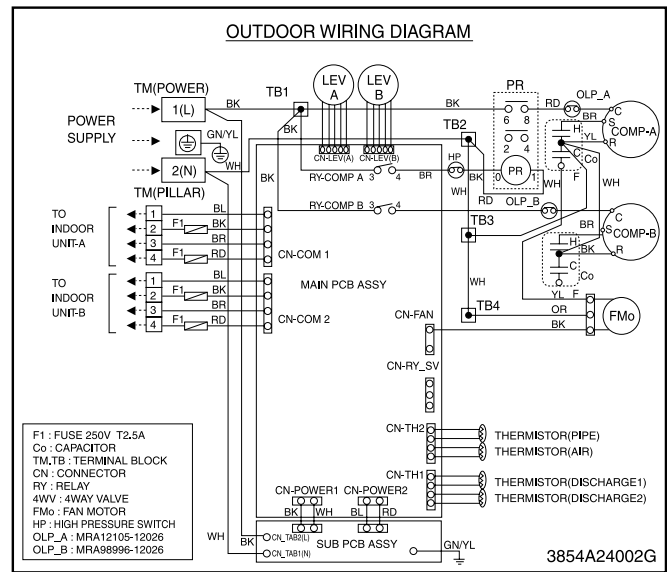 OUTDOOR WIRING DIAGRAM
LEV A
LEV B
TM(POWER)
1(L)
BK
TB1
BK
PR
6 8
2 4
RD
OLP_A
POWER SUPPLY
GN/YL
2(N)
WH
TM(PILLAR)
BK
BK
CN-LEV(A)
CN-LEV(B)
TB2
HP
BR
BK
0 PR 1
WH
RD
WH
RY-COMP A 3 4
RY-COMP B 3 4
OLP_B
BR
S
C
YL
R
COMP-A
H
C
Co
F
WH
TO INDOOR UNIT-A
1 BL
2 F1 BK
3 BR
4 F1 RD
CN-COM 1
TB3
BR
C
S
BK
R
COMP-B
H
C
Co
TO INDOOR UNIT-B
1 BL
2 F1 BK
3 BR
4 F1 RD
CN-COM 2
MAIN PCB ASSY
WH
TB4
YL F
OR
BK
FMo
CN-FAN
CN-RY_SV
CN-TH2
THERMISTOR(PIPE)
THERMISTOR(AIR)
CN-TH1
THERMISTOR(DISCHARGE1)
THERMISTOR(DISCHARGE2)
F1 : FUSE 250V T2.5A
Co : CAPACITOR
TM,TB : TERMINAL BLOCK
CN : CONNECTOR
RY : RELAY
4WV : 4WAY VALVE
FMo : FAN MOTOR
HP : HIGH PRESSURE SWITCH
OLP_A : MRA12105-12026
OLP_B : MRA98996-12026
CN-POWER1
CN-POWER2
BK WH BL RD
WH
BK
CN_TAB2(L)
CN_TAB1(N)
SUB PCB ASSY
GN/YL
3854A24002G